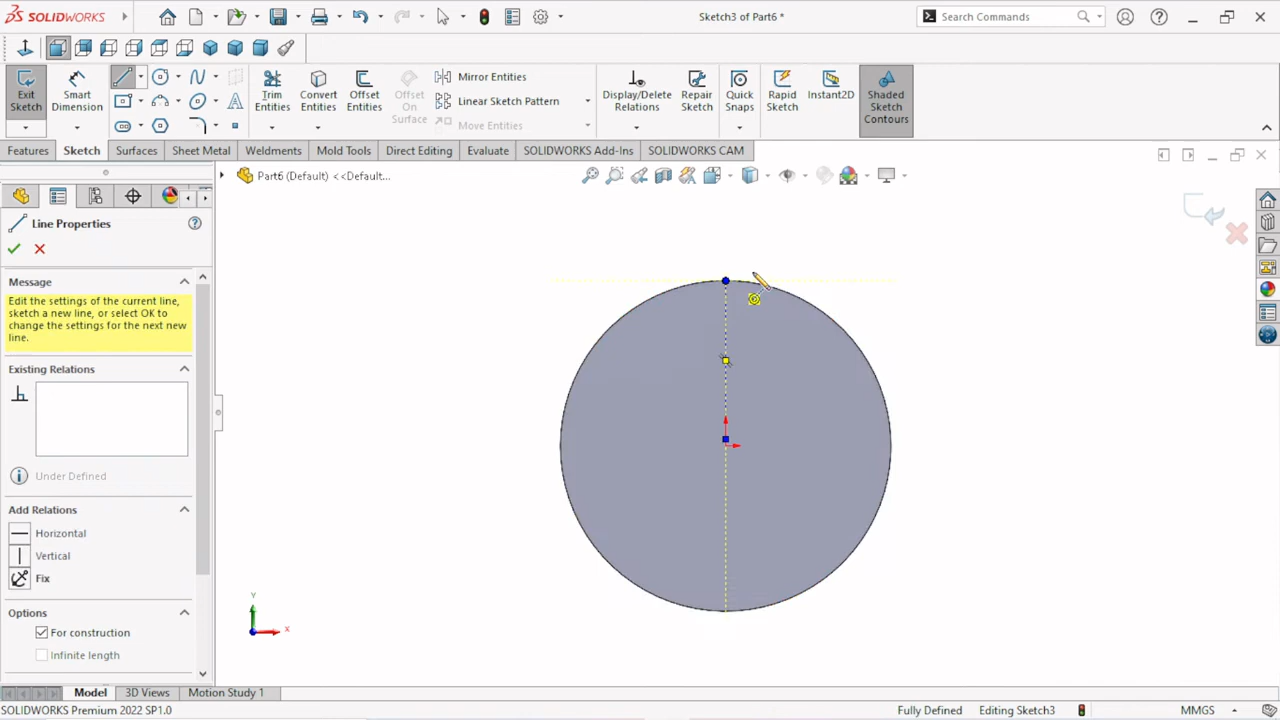 SOLIDWORKS
Sketch3 of Part6 *
Search Commands
Exit Sketch
Smart Dimension
Trim Entities
Convert Entities
Offset Entities
Offset On Surface
Mirror Entities
Linear Sketch Pattern
Move Entities
Display/Delete Relations
Repair Sketch
Quick Snaps
Rapid Sketch
Instant2D
Shaded Sketch Contours
Features
Sketch
Surfaces
Sheet Metal
Weldments
Mold Tools
Direct Editing
Evaluate
SOLIDWORKS Add-Ins
SOLIDWORKS CAM
Part6 (Default) <<Default...
Line Properties
Message
Edit the settings of the current line,
sketch a new line, or select OK to
change the settings for the next new
line.
Existing Relations
Under Defined
Add Relations
Horizontal
Vertical
Fix
Options
For construction
Infinite length
Y
X
Model
3D Views
Motion Study 1
SOLIDWORKS Premium 2022 SP1.0
Fully Defined
Editing Sketch3
MMGS